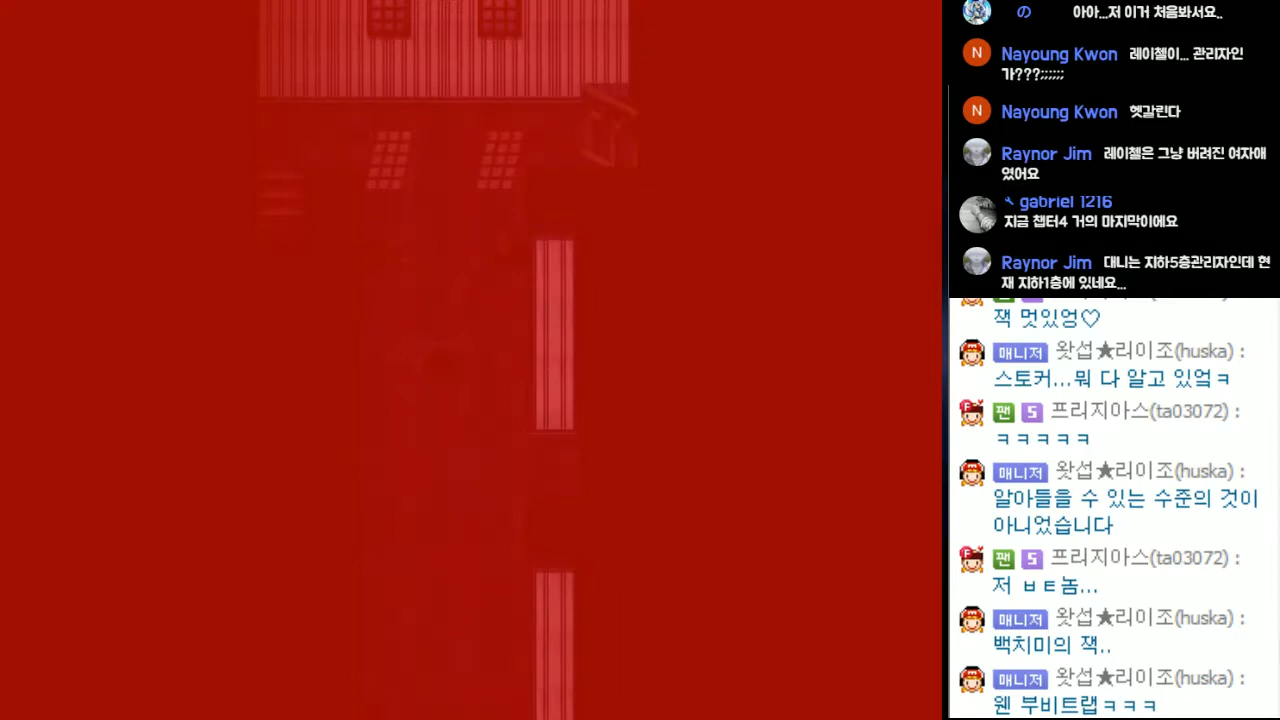 の 아아...저 이거 처음봐서요..
N Nayoung Kwon 레이첼이... 관리자인
가???;;;;;;
N Nayoung Kwon 헷갈린다
Raynor Jim 레이첼은 그냥 버려진 여자애
였어요
gabriel 1216
지금 챕터4 거의 마지막이에요
Raynor Jim 대니는 지하5층관리자인데 현
재 지하1층에 있네요...
잭 멋있엉♡
매니저 왓섭★리이조(huska) :
스토커...뭐 다 알고 있엌ㅋ
팬 S 프리지아스(ta03072) :
ㅋㅋㅋㅋㅋ
매니저 왓섭★리이조(huska) :
알아들을 수 있는 수준의 것이
아니었습니다
팬 S 프리지아스(ta03072) :
저 ㅂㅌ놈...
매니저 왓섭★리이조(huska) :
백치미의 잭..
매니저 왓섭★리이조(huska) :
웬 부비트랩ㅋㅋㅋ